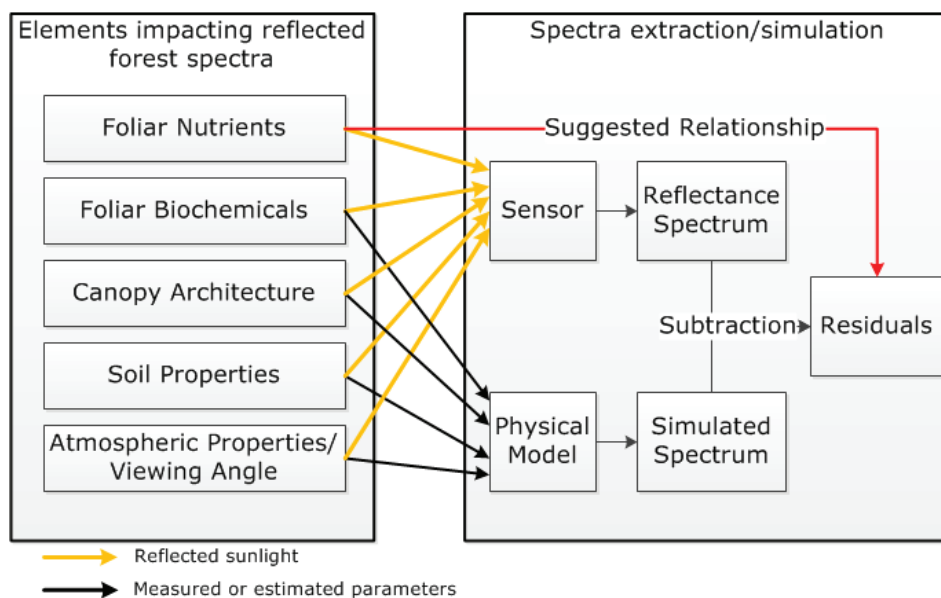 Elements impacting reflected
forest spectra
Foliar Nutrients
Foliar Biochemicals
Canopy Architecture
Soil Properties
Atmospheric Properties/
Viewing Angle
Spectra extraction/simulation
Suggested Relationship
Sensor
Reflectance
Spectrum
Subtraction
Residuals
Physical
Model
Simulated
Spectrum
Reflected sunlight
Measured or estimated parameters